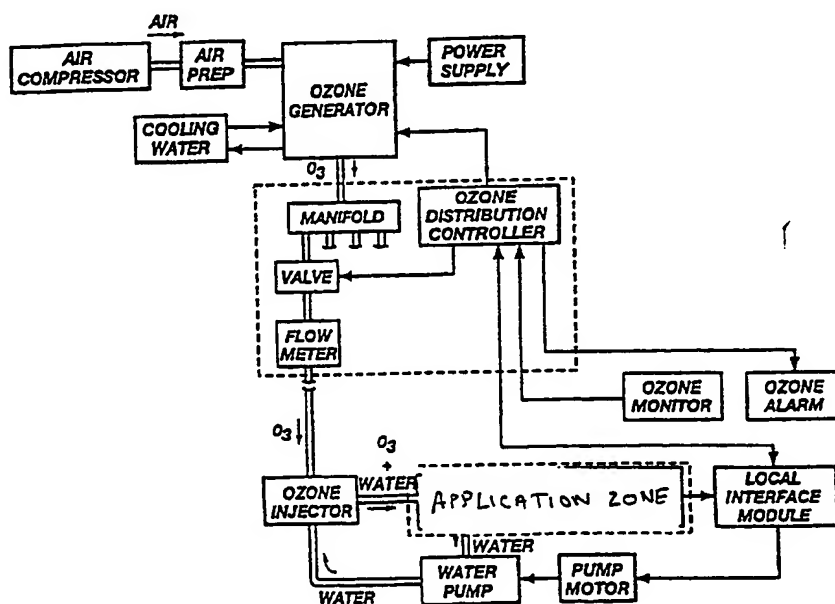 AIR
AIR
COMPRESSOR
AIR
PREP
OZONE
GENERATOR
POWER
SUPPLY
COOLING
WATER
O3
MANIFOLD
OZONE
DISTRIBUTION
CONTROLLER
VALVE
FLOW
METER
OZONE
MONITOR
OZONE
ALARM
O3
O3
+
WATER
OZONE
INJECTOR
APPLICATION ZONE
LOCAL
INTERFACE
MODULE
WATER
WATER
PUMP
PUMP
MOTOR
WATER